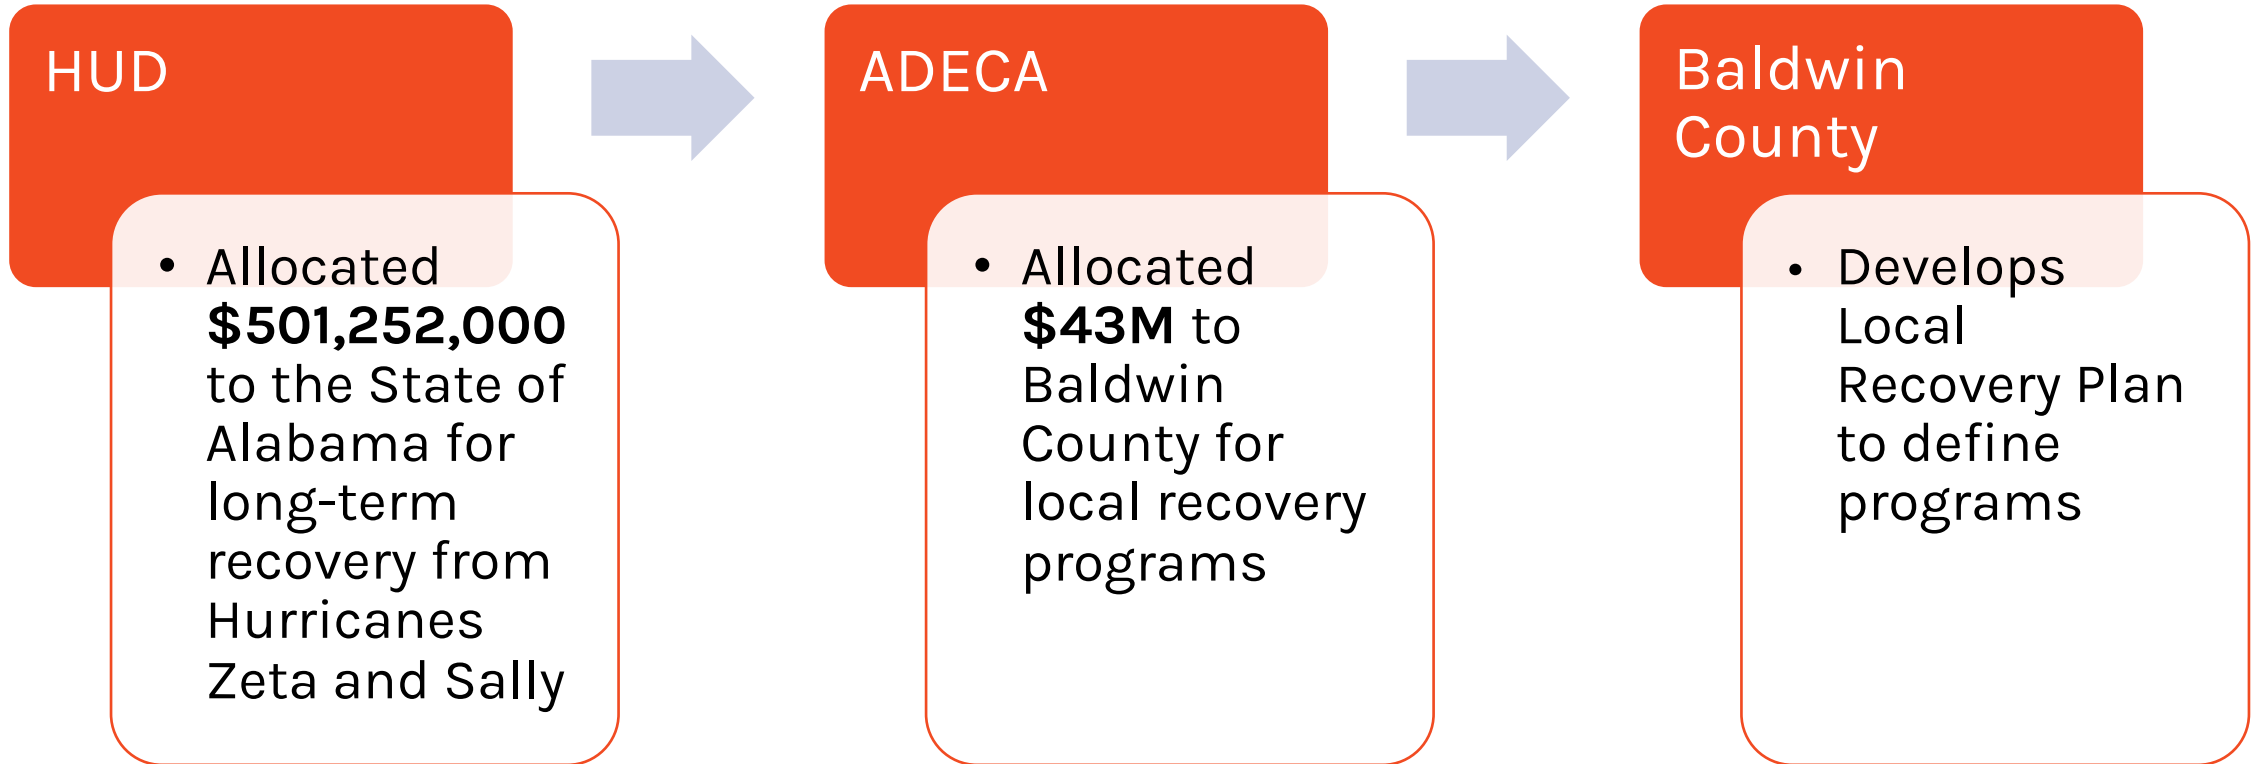 HUD
• Allocated
$501,252,000
to the State of
Alabama for
long-term
recovery from
Hurricanes
Zeta and Sally
ADECA
• Allocated
$43M to
Baldwin
County for
local recovery
programs
Baldwin
County
• Develops
Local
Recovery Plan
to define
programs